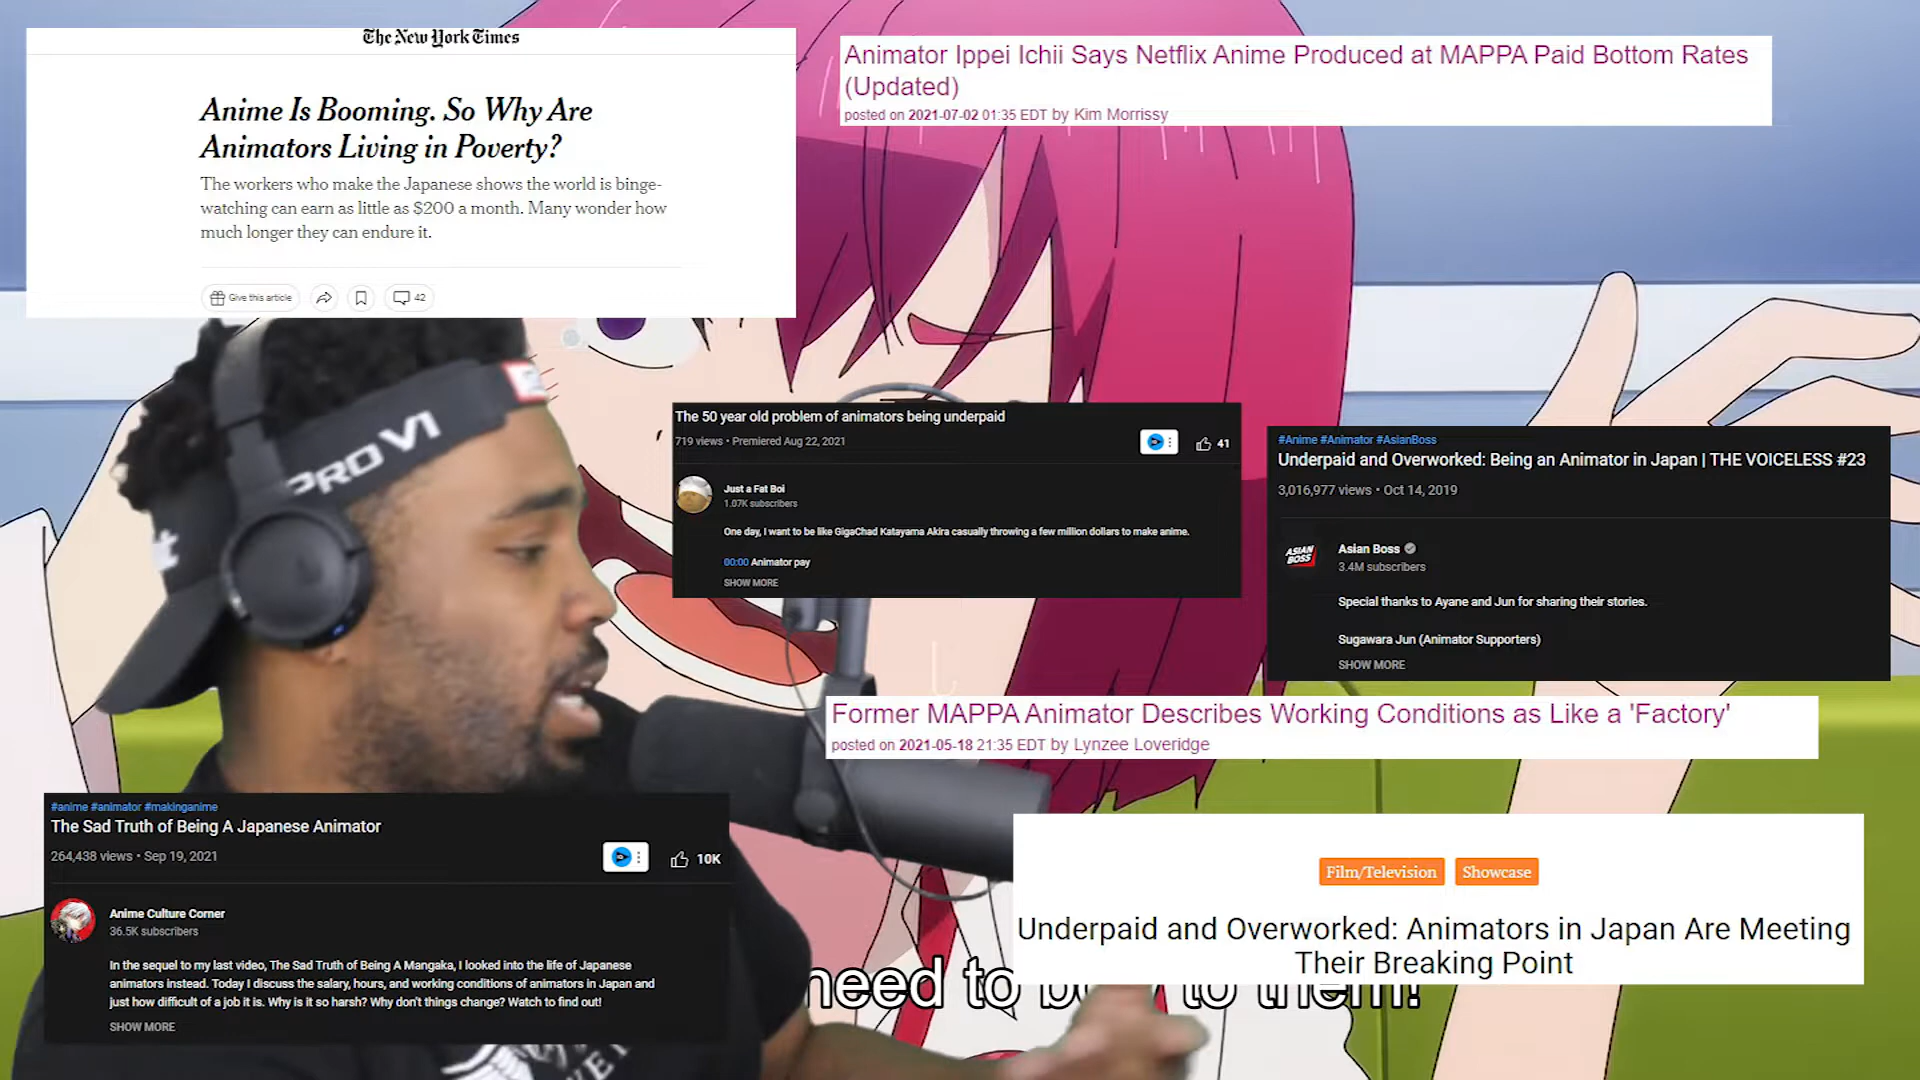 The New York Times
Anime Is Booming. So Why Are
Animators Living in Poverty?
The workers who make the Japanese shows the world is binge-
watching can earn as little as $200 a month. Many wonder how
much longer they can endure it.
Give this article
42
Animator Ippei Ichii Says Netflix Anime Produced at MAPPA Paid Bottom Rates
(Updated)
posted on 2021-07-02 01:35 EDT by Kim Morrissy
PRO VI
The 50 year old problem of animators being underpaid
719 views • Premiered Aug 22, 2021
41
Just a Fat Boi
1.07K subscribers
One day, I want to be like GigaChad Katayama Akira casually throwing a few million dollars to make anime.
00:00 Animator pay
SHOW MORE
#Anime #Animator #AsianBoss
Underpaid and Overworked: Being an Animator in Japan | THE VOICELESS #23
3,016,977 views • Oct 14, 2019
ASIAN
BOSS
Asian Boss
3.4M subscribers
Special thanks to Ayane and Jun for sharing their stories.
Sugawara Jun (Animator Supporters)
SHOW MORE
Former MAPPA Animator Describes Working Conditions as Like a 'Factory'
posted on 2021-05-18 21:35 EDT by Lynzee Loveridge
#anime #animator #makinganime
The Sad Truth of Being A Japanese Animator
264,438 views • Sep 19, 2021
10K
Anime Culture Corner
36.5K subscribers
In the sequel to my last video, The Sad Truth of Being A Mangaka, I looked into the life of Japanese
animators instead. Today I discuss the salary, hours, and working conditions of animators in Japan and
just how difficult of a job it is. Why is it so harsh? Why don't things change? Watch to find out!
SHOW MORE
Film/Television
Showcase
Underpaid and Overworked: Animators in Japan Are Meeting
Their Breaking Point
need to to them!